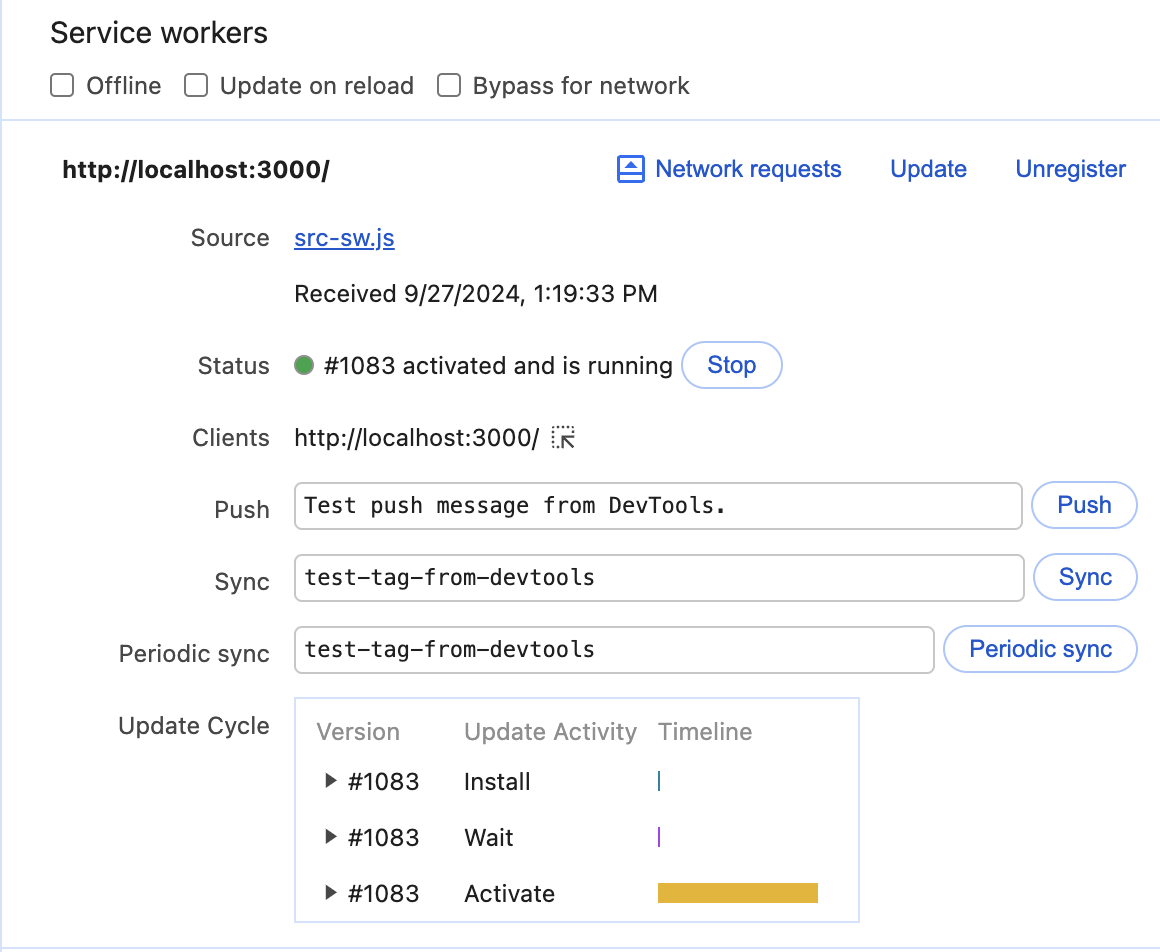 Service workers
Offline Update on reload Bypass for network
http://localhost:3000/ Network requests Update Unregister
Source src-sw.js
Received 9/27/2024, 1:19:33 PM
Status #1083 activated and is running Stop
Clients http://localhost:3000/
Push Test push message from DevTools. Push
Sync test-tag-from-devtools Sync
Periodic sync test-tag-from-devtools Periodic sync
Update Cycle Version Update Activity Timeline
#1083 Install
#1083 Wait
#1083 Activate